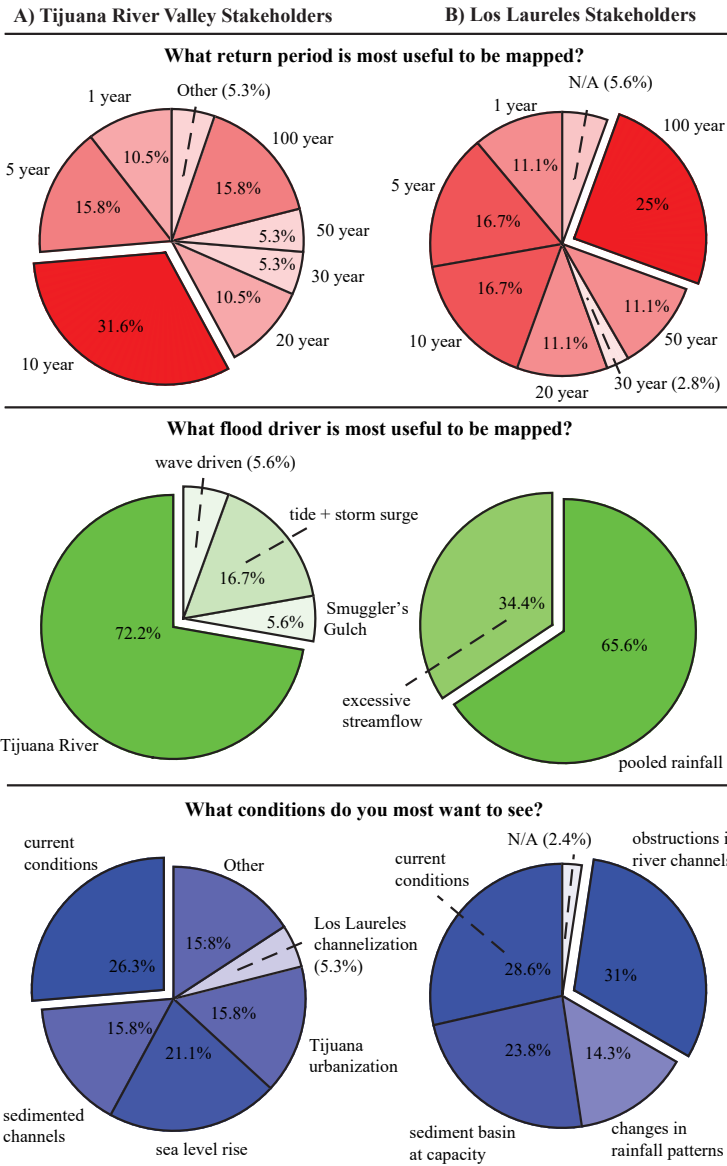 A) Tijuana River Valley Stakeholders
B) Los Laureles Stakeholders
What return period is most useful to be mapped?
Other (5.3%)
1 year
100 year
5 year
10.5%
15.8%
15.8%
50 year
5.3%
5.3%
30 year
10.5%
31.6%
20 year
10 year
N/A (5.6%)
1 year
100 year
11.1%
5 year
25%
16.7%
16.7%
11.1%
10 year
11.1%
50 year
30 year (2.8%)
20 year
What flood driver is most useful to be mapped?
wave driven (5.6%)
tide + storm surge
16.7%
Smuggler's
Gulch
5.6%
72.2%
Tijuana River
34.4%
65.6%
excessive
streamflow
pooled rainfall
What conditions do you most want to see?
current
conditions
Other
Los Laureles
channelization
(5.3%)
15.8%
26.3%
15.8%
15.8%
21.1%
Tijuana
urbanization
sedimented
channels
sea level rise
N/A (2.4%)
obstructions i
river channels
current
conditions
28.6%
31%
23.8%
14.3%
sediment basin
at capacity
changes in
rainfall patterns